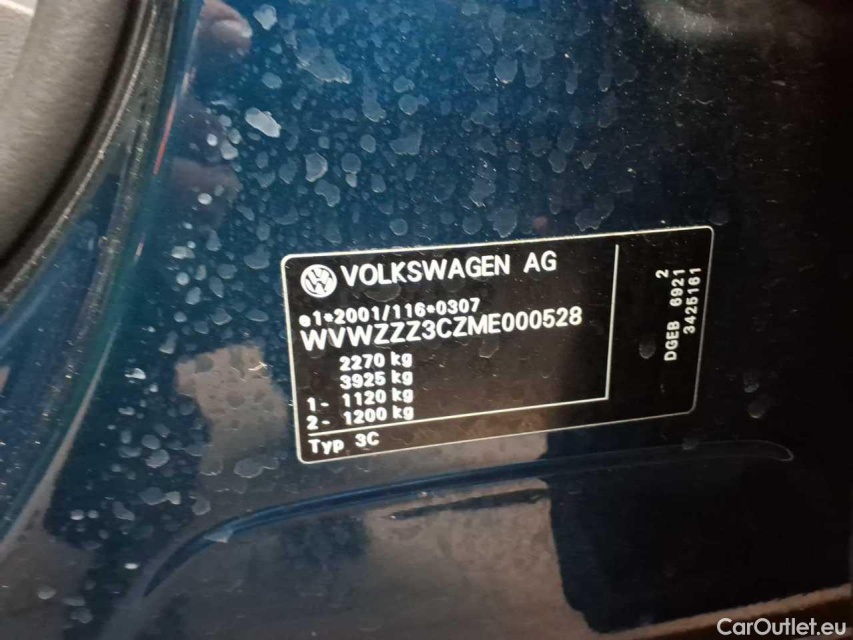 VOLKSWAGEN AG
e1*2001/116*0307
WVWZZZ3CZME000528
2270 kg
3925 kg
1- 1120 kg
2- 1200 kg
Typ 3C
2
DGEB 6921
3425161
CarOutlet.eu